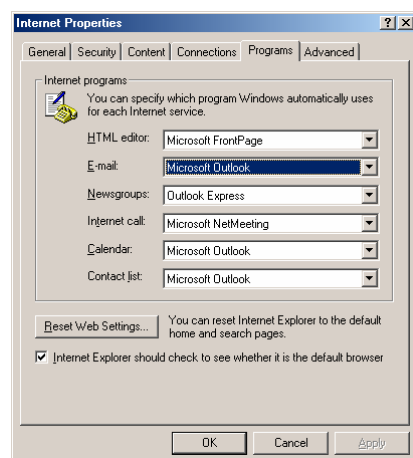 Internet Properties
General Security Content Connections Programs Advanced
Internet programs
You can specify which program Windows automatically uses
for each Internet service.
HTML editor: Microsoft FrontPage
E-mail: Microsoft Outlook
Newsgroups: Outlook Express
Internet call: Microsoft NetMeeting
Calendar: Microsoft Outlook
Contact list: Microsoft Outlook
Reset Web Settings... You can reset Internet Explorer to the default
home and search pages.
Internet Explorer should check to see whether it is the default browser
OK Cancel Apply